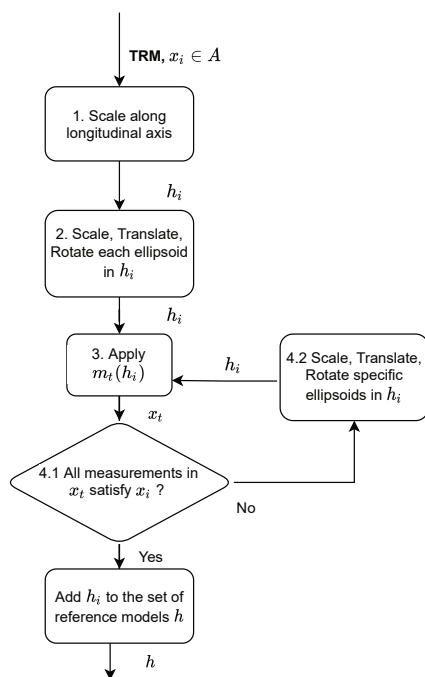 TRM, $x_i \in A$
1. Scale along
longitudinal axis
$h_i$
2. Scale, Translate,
Rotate each ellipsoid
in $h_i$
$h_i$
3. Apply
$m_t(h_i)$
$h_i$
4.2 Scale, Translate,
Rotate specific
ellipsoids in $h_i$
$x_t$
4.1 All measurements in
$x_t$ satisfy $x_i$ ?
No
Yes
Add $h_i$ to the set of
reference models $h$
$h$